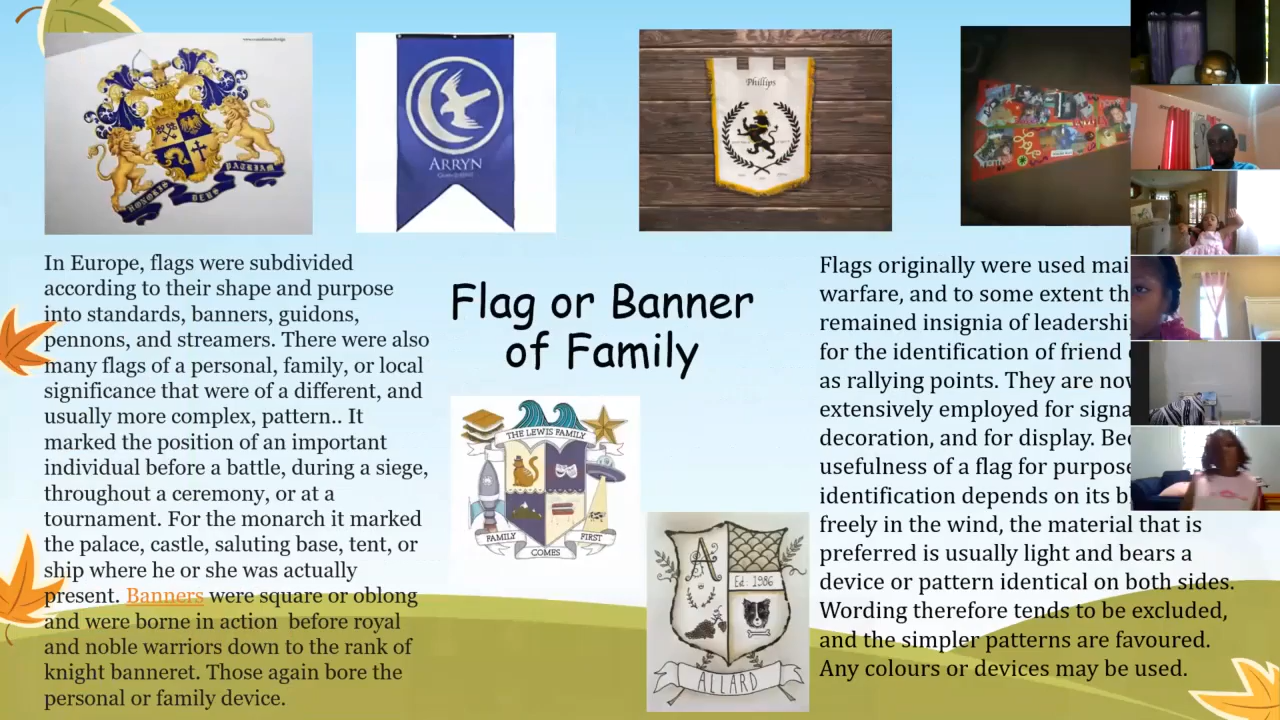 HONORIS
DEUS
PATRIAM
ARRYN
Phillips
In Europe, flags were subdivided
according to their shape and purpose
into standards, banners, guidons,
pennons, and streamers. There were also
many flags of a personal, family, or local
significance that were of a different, and
usually more complex, pattern.. It
marked the position of an important
individual before a battle, during a siege,
throughout a ceremony, or at a
tournament. For the monarch it marked
the palace, castle, saluting base, tent, or
ship where he or she was actually
present. Banners were square or oblong
and were borne in action before royal
and noble warriors down to the rank of
knight banneret. Those again bore the
personal or family device.
Flag or Banner
of Family
THE LEWIS FAMILY
FAMILY
COMES
FIRST
A
Est. 1986
ALLARD
Flags originally were used mai
warfare, and to some extent th
remained insignia of leadershi
for the identification of friend
as rallying points. They are nov
extensively employed for signa
decoration, and for display. Bec
usefulness of a flag for purpose
identification depends on its b
freely in the wind, the material that is
preferred is usually light and bears a
device or pattern identical on both sides.
Wording therefore tends to be excluded,
and the simpler patterns are favoured.
Any colours or devices may be used.